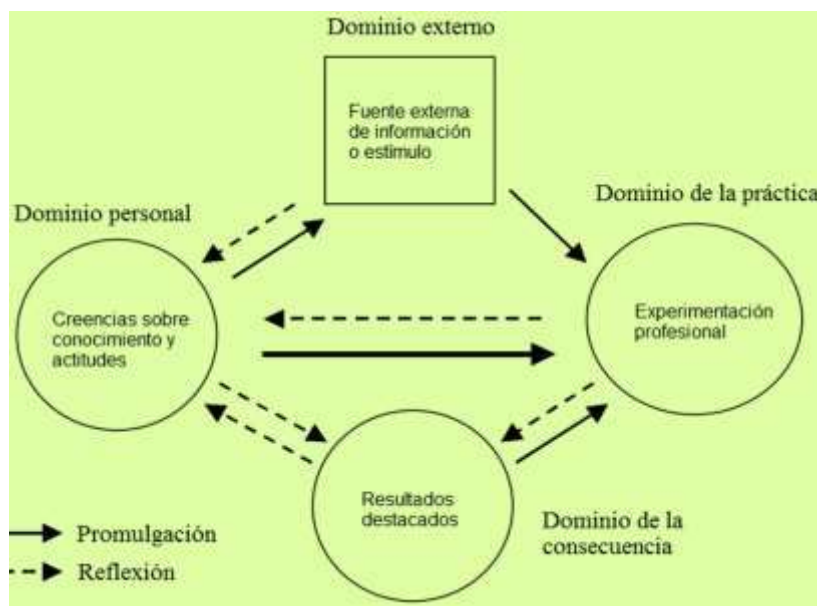 Dominio externo
Fuente externa
de información
o estímulo
Dominio de la práctica
Dominio personal
Creencias sobre
conocimiento y
actitudes
Experimentación
profesional
Resultados
destacados
Dominio de la
consecuencia
Promulgación
Reflexión